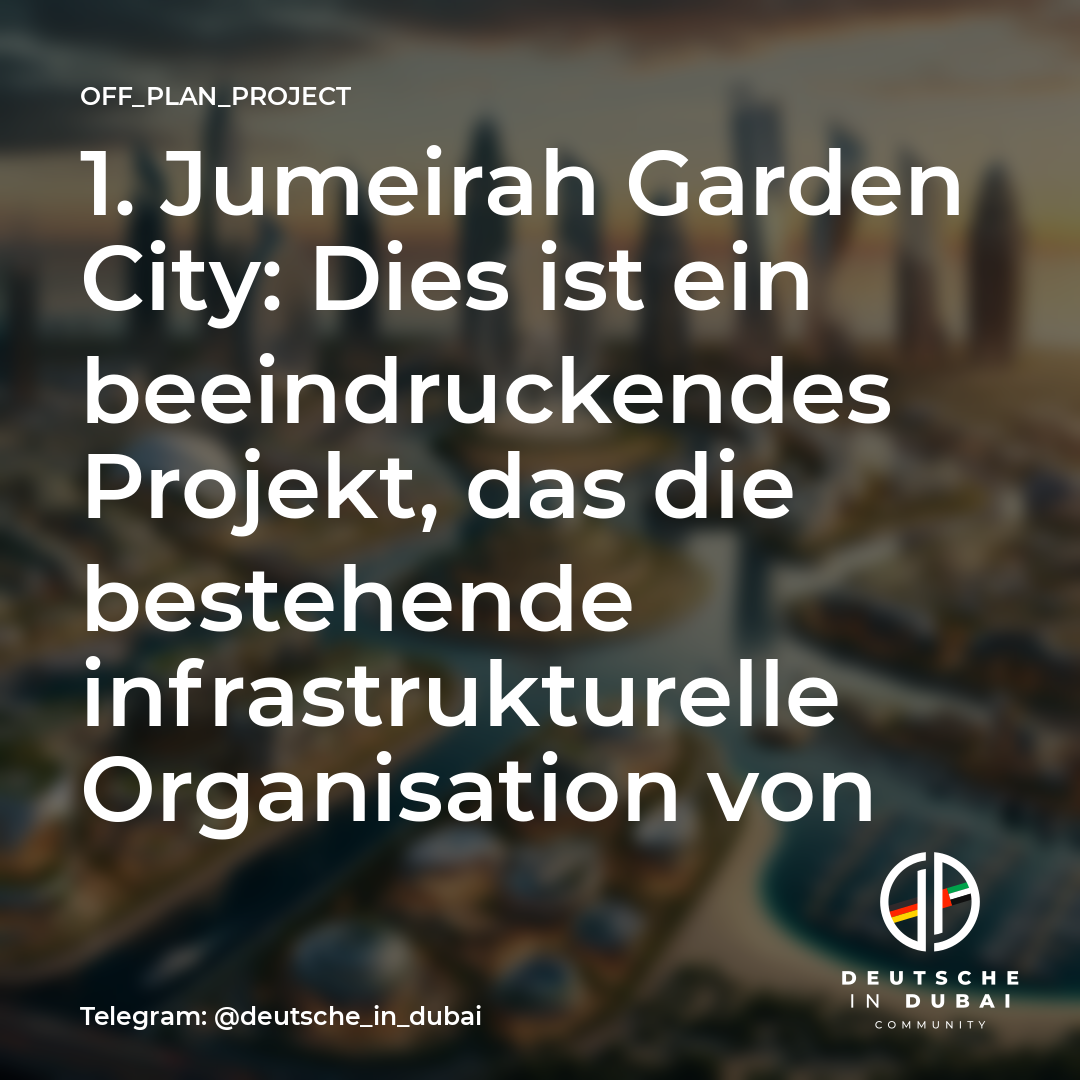 OFF_PLAN_PROJECT
1. Jumeirah Garden
City: Dies ist ein
beeindruckendes
Projekt, das die
bestehende
infrastrukturelle
Organisation von
DEUTSCHE
IN DUBAI
COMMUNITY
Telegram: @deutsche_in_dubai